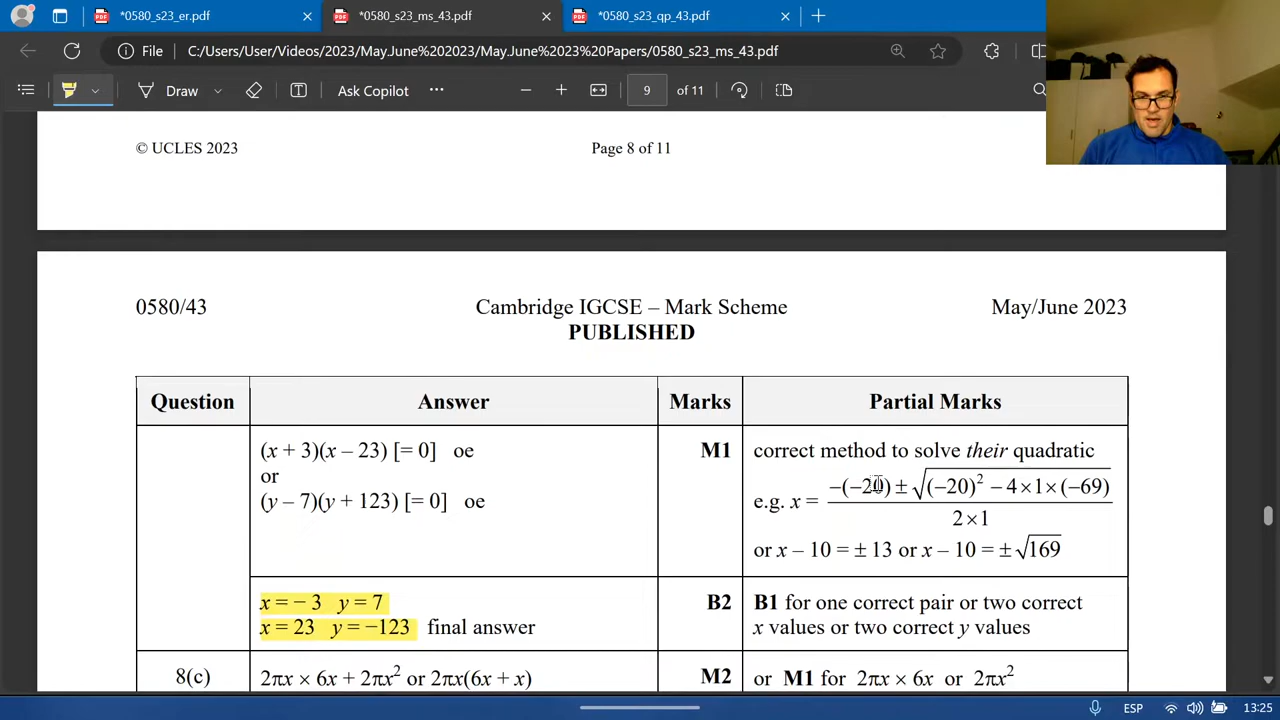 *0580_s23_er.pdf
*0580_s23_ms_43.pdf
*0580_s23_qp_43.pdf
File C:/Users/User/Videos/2023/May.June%202023/May.June%2023%20Papers/0580_s23_ms_43.pdf
Draw
Ask Copilot
9 of 11
© UCLES 2023 Page 8 of 11
0580/43 Cambridge IGCSE – Mark Scheme May/June 2023
PUBLISHED
Question Answer Marks Partial Marks
(x + 3)(x – 23) [= 0] oe
or
(y – 7)(y + 123) [= 0] oe
M1
correct method to solve their quadratic
e.g. x = (−(−20) ± √((−20)² − 4×1×(−69))) / (2×1)
or x – 10 = ± 13 or x – 10 = ± √169
x = – 3 y = 7
x = 23 y = −123 final answer
B2
B1 for one correct pair or two correct
x values or two correct y values
8(c) 2πx × 6x + 2πx² or 2πx(6x + x) M2 or M1 for 2πx × 6x or 2πx²
ESP 13:25